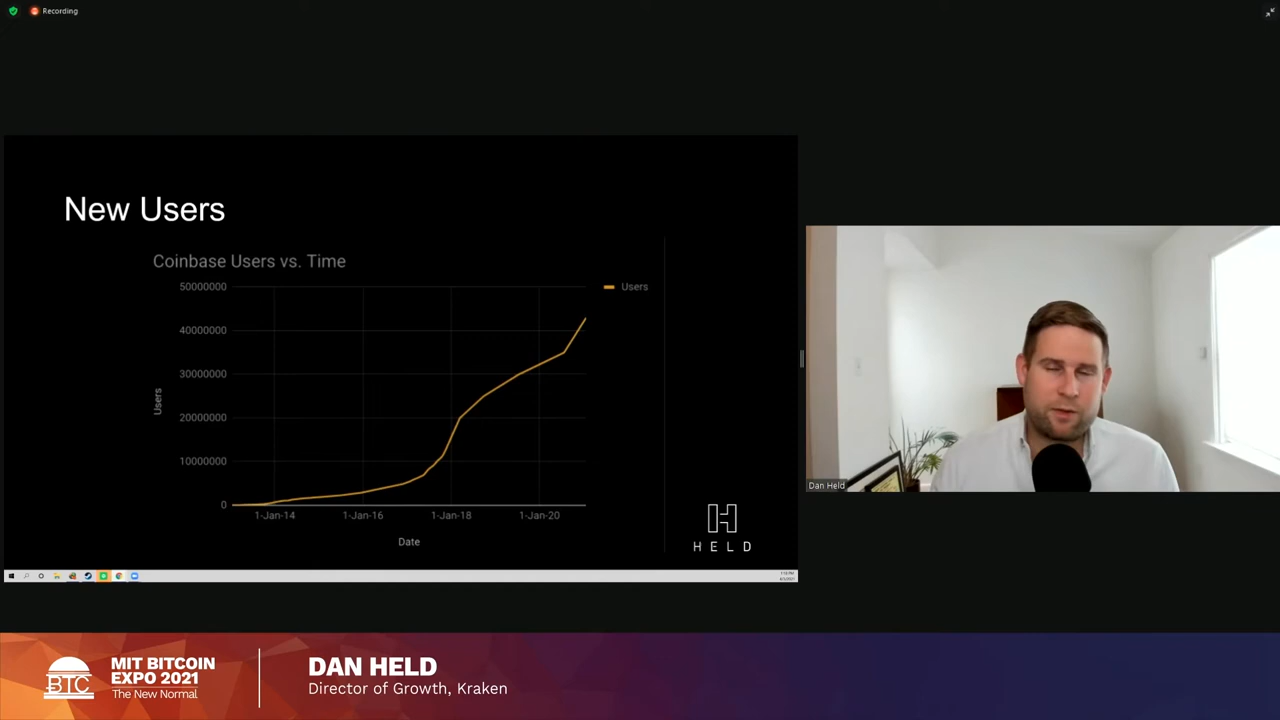 Recording
New Users
Coinbase Users vs. Time
50000000
Users
40000000
30000000
20000000
10000000
0
Users
1-Jan-14
1-Jan-16
1-Jan-18
1-Jan-20
Date
HELD
Dan Held
BTC
MIT BITCOIN
EXPO 2021
The New Normal
DAN HELD
Director of Growth, Kraken